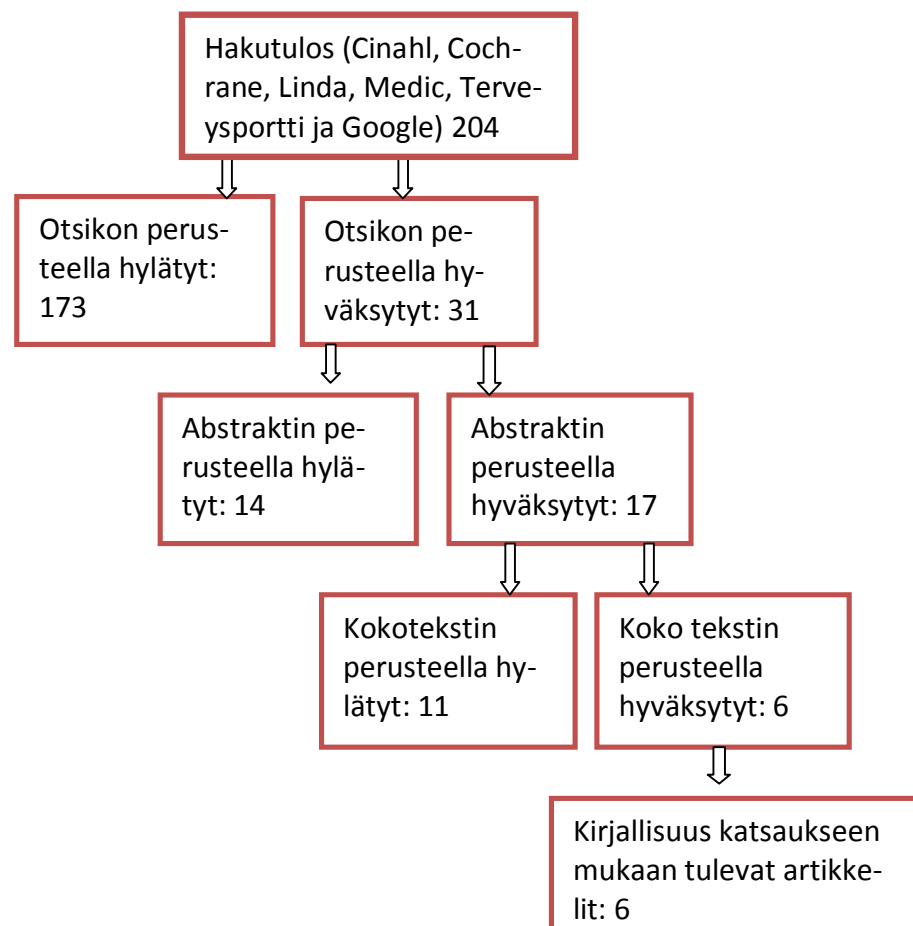 Hakutulos (Cinahl, Coch-
rane, Linda, Medic, Terve-
ysportti ja Google) 204
Otsikon perus-
teella hylätyt:
173
Otsikon pe-
rusteella hy-
väksytyt: 31
Abstraktin pe-
rusteella hylä-
tyt: 14
Abstraktin
perusteella
hyväksytyt: 17
Kokotekstin
perusteella hy-
lätyt: 11
Koko tekstin
perusteella
hyväksytyt: 6
Kirjallisuus katsaukseen
mukaan tulevat artikke-
lit: 6